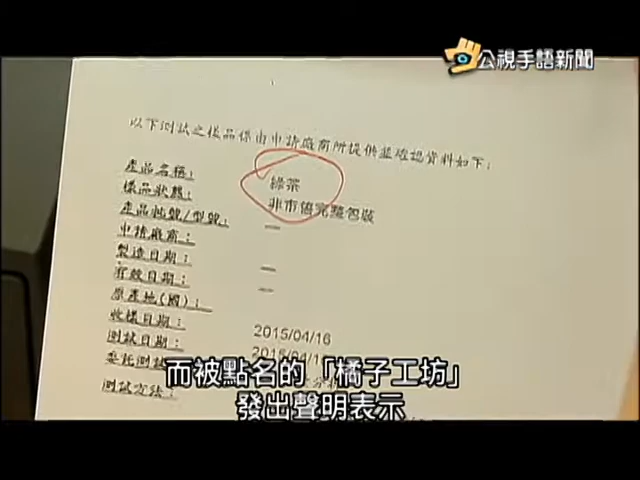 公視手語新聞
以下測試之樣品係由申請廠商所提供並確認資料如下:
產品名稱: 綠茶
樣品狀態: 非市售完整包裝
產品批號/型號: —
申請廠商:
製造日期: —
有效日期: —
原產地(國):
收樣日期: 2015/04/16
測試日期: 2015/04/1
委託測試
測試方法:
而被點名的「橘子工坊」
發出聲明表示